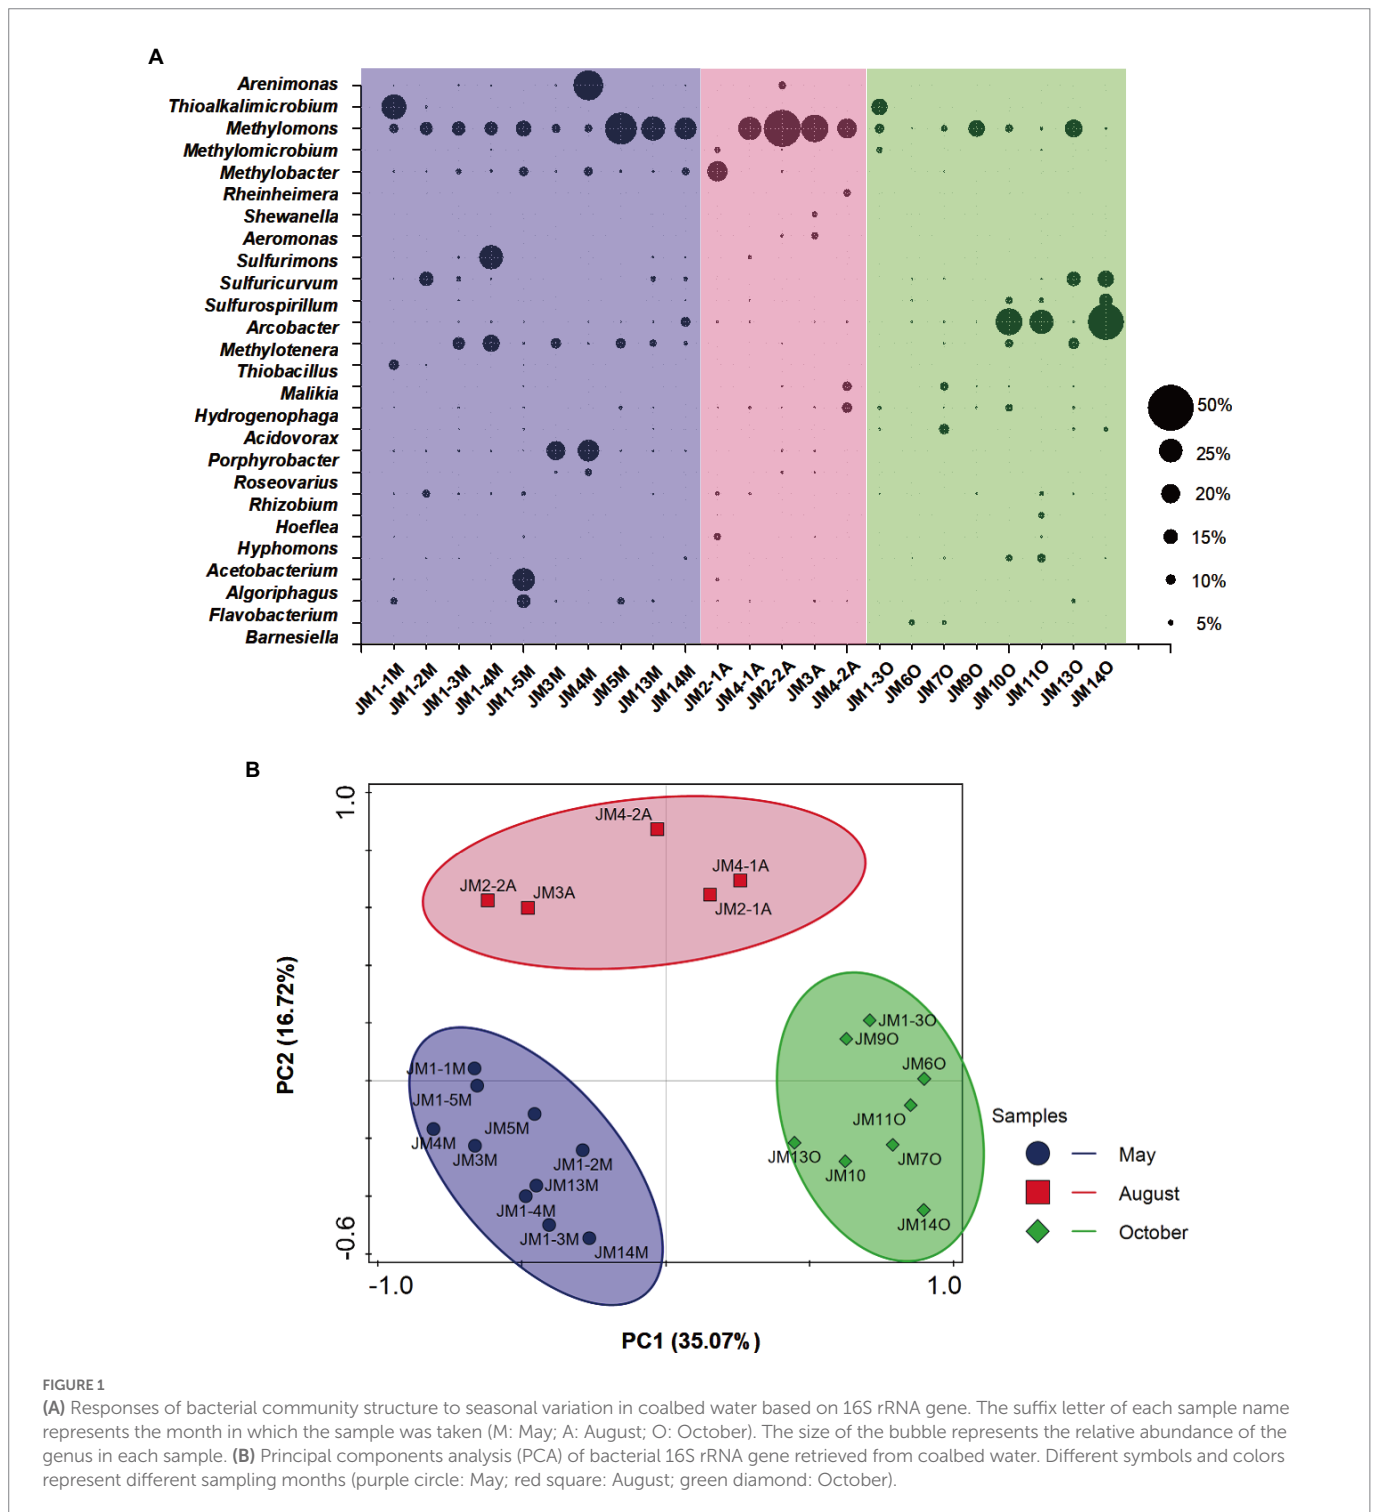 A
Arenimonas
Thioalkalimicrobium
Methylomons
Methylomicrobium
Methylobacter
Rheinheimera
Shewanella
Aeromonas
Sulfurimons
Sulfuricurvum
Sulfurospirillum
Arcobacter
Methylotenera
Thiobacillus
Malikia
Hydrogenophaga
Acidovorax
Porphyrobacter
Roseovarius
Rhizobium
Hoeflea
Hyphomons
Acetobacterium
Algoriphagus
Flavobacterium
Barnesiella
50%
25%
20%
15%
10%
5%
JM1-1M
JM1-2M
JM1-3M
JM1-4M
JM1-5M
JM3M
JM4M
JM5M
JM13M
JM14M
JM2-1A
JM4-1A
JM2-2A
JM3A
JM4-2A
JM1-3O
JM6O
JM7O
JM9O
JM10O
JM11O
JM13O
JM14O
B
1.0
-0.6
PC2 (16.72%)
JM4-2A
JM4-1A
JM2-2A
JM3A
JM2-1A
JM1-3O
JM9O
JM6O
JM11O
JM13O
JM7O
JM10
JM14O
JM1-1M
JM1-5M
JM5M
JM4M
JM3M
JM1-2M
JM13M
JM1-4M
JM1-3M
JM14M
Samples
May
August
October
-1.0
1.0
PC1 (35.07%)
FIGURE 1
(A) Responses of bacterial community structure to seasonal variation in coalbed water based on 16S rRNA gene. The suffix letter of each sample name
represents the month in which the sample was taken (M: May; A: August; O: October). The size of the bubble represents the relative abundance of the
genus in each sample. (B) Principal components analysis (PCA) of bacterial 16S rRNA gene retrieved from coalbed water. Different symbols and colors
represent different sampling months (purple circle: May; red square: August; green diamond: October).